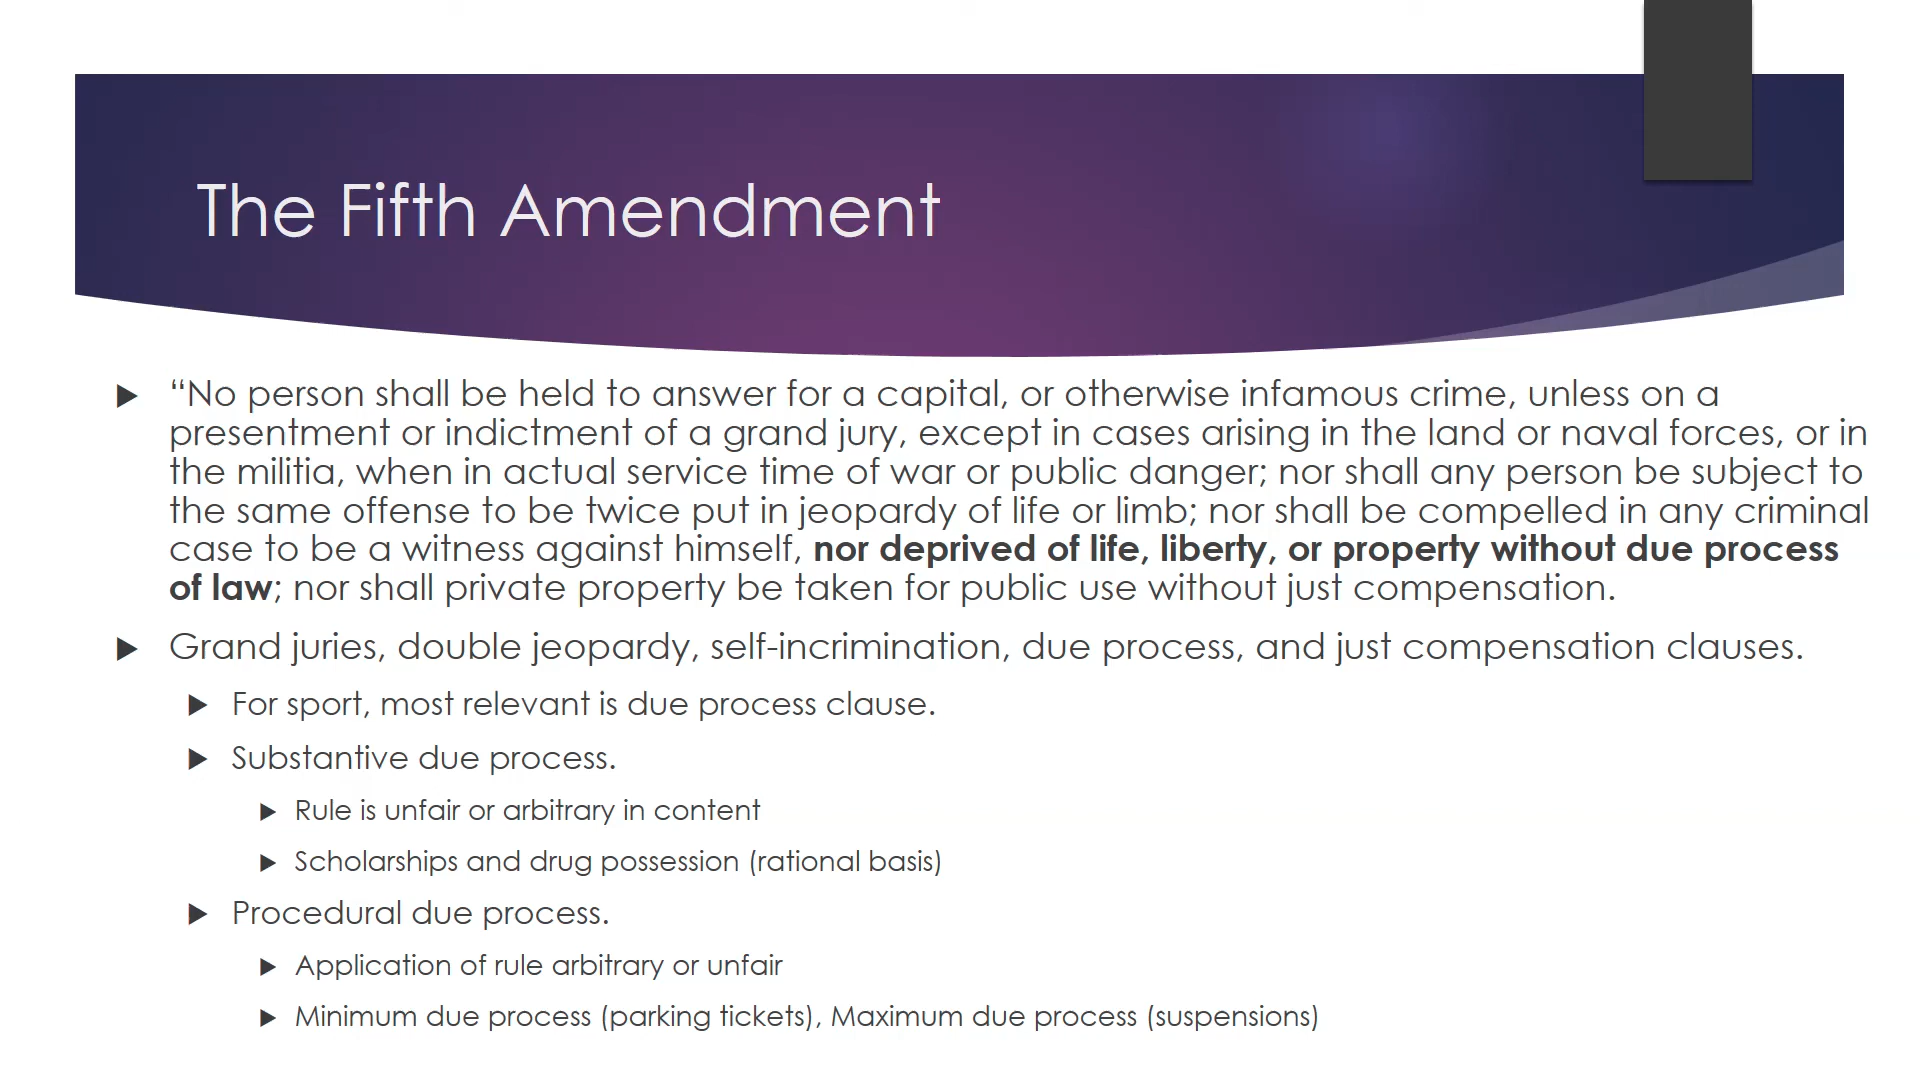 The Fifth Amendment
“No person shall be held to answer for a capital, or otherwise infamous crime, unless on a
presentment or indictment of a grand jury, except in cases arising in the land or naval forces, or in
the militia, when in actual service time of war or public danger; nor shall any person be subject to
the same offense to be twice put in jeopardy of life or limb; nor shall be compelled in any criminal
case to be a witness against himself, nor deprived of life, liberty, or property without due process
of law; nor shall private property be taken for public use without just compensation.
Grand juries, double jeopardy, self-incrimination, due process, and just compensation clauses.
For sport, most relevant is due process clause.
Substantive due process.
Rule is unfair or arbitrary in content
Scholarships and drug possession (rational basis)
Procedural due process.
Application of rule arbitrary or unfair
Minimum due process (parking tickets), Maximum due process (suspensions)